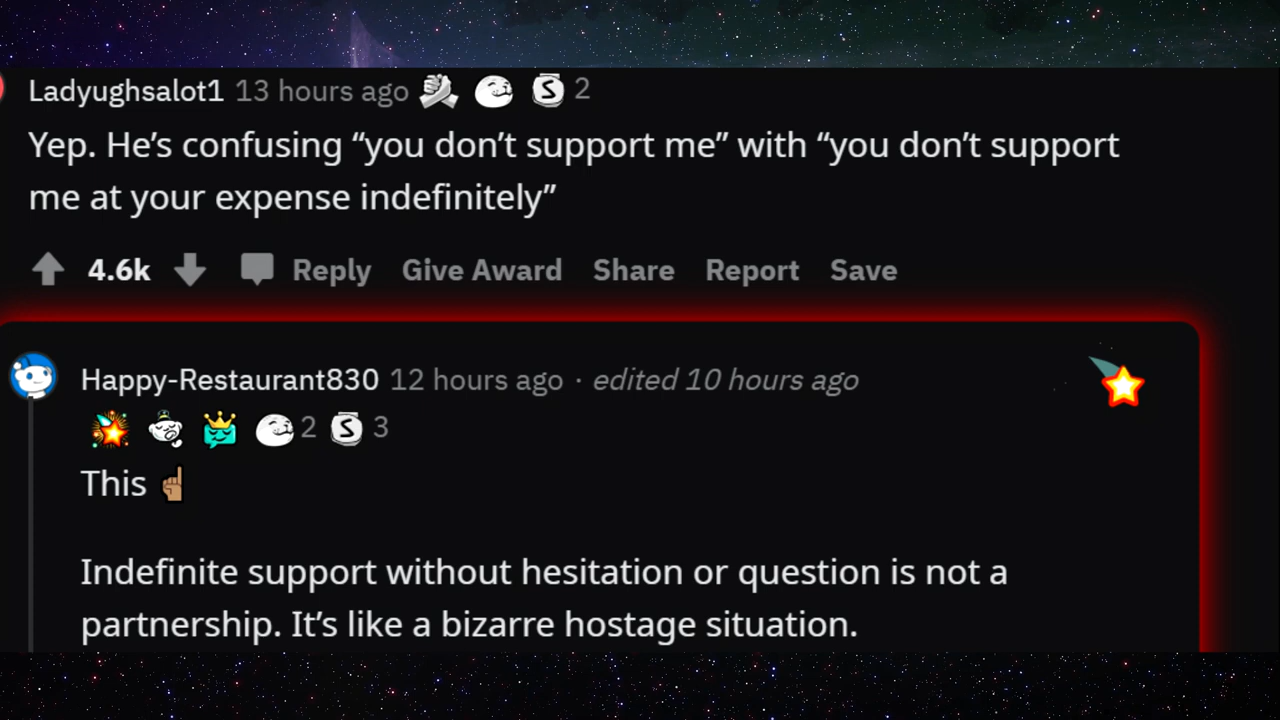 Ladyughsalot1 13 hours ago 2
Yep. He’s confusing “you don’t support me” with “you don’t support
me at your expense indefinitely”
4.6k Reply Give Award Share Report Save
Happy-Restaurant830 12 hours ago · edited 10 hours ago
2 S 3
This ☝🏽
Indefinite support without hesitation or question is not a
partnership. It’s like a bizarre hostage situation.